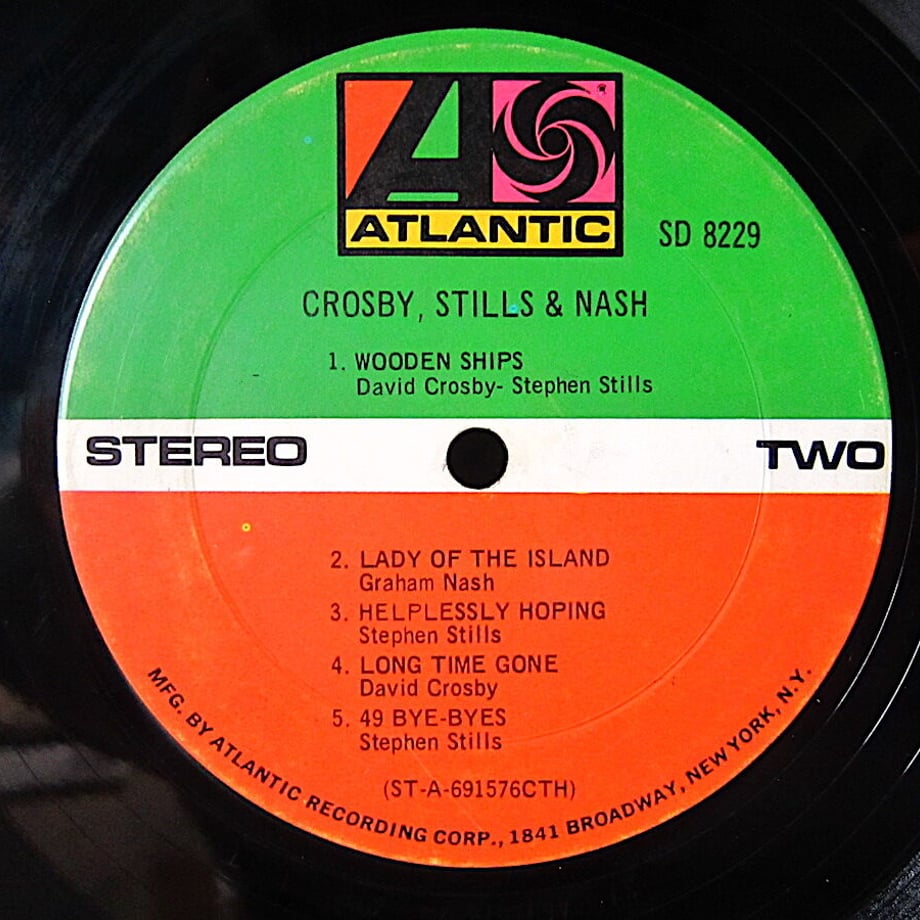 ATLANTIC
SD 8229
CROSBY, STILLS & NASH
1. WOODEN SHIPS
David Crosby- Stephen Stills
STEREO
TWO
2. LADY OF THE ISLAND
Graham Nash
3. HELPLESSLY HOPING
Stephen Stills
4. LONG TIME GONE
David Crosby
5. 49 BYE-BYES
Stephen Stills
(ST-A-691576CTH)
MFG. BY ATLANTIC RECORDING CORP., 1841 BROADWAY, NEW YORK, N.Y.